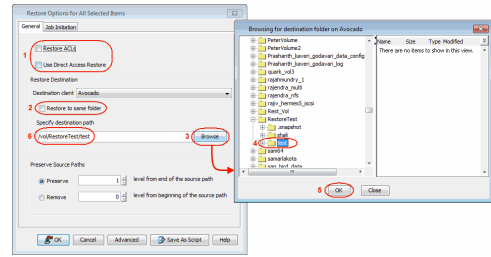 Restore Options for All Selected Items
General
Job Initiation
1
Restore ACLs
Use Direct Access Restore
Restore Destination
Destination client
Avocado
2
Restore to same folder
Specify destination path
6
/vol/RestoreTest/test
3
Browse
Preserve Source Paths
Preserve
1
level from end of the source path
Remove
0
level from beginning of the source path
OK
Cancel
Advanced
Save As Script
Help
Browsing for destination folder on Avocado
PeterVolume
PeterVolume2
Prashanth_kaveri_godavari_data_config
Prashanth_kaveri_godavari_log
quark_vol3
rajahmundry_1
rajendra_multi
rajendra_nfs
rajiv_hermes5_iscsi
Rest_Vol
RestoreTest
.snapshot
shali
4
test
sani64
samarlakota
san_bird_data
Name
Size
Type
Modified
There are no items to show in this view.
5
OK
Close